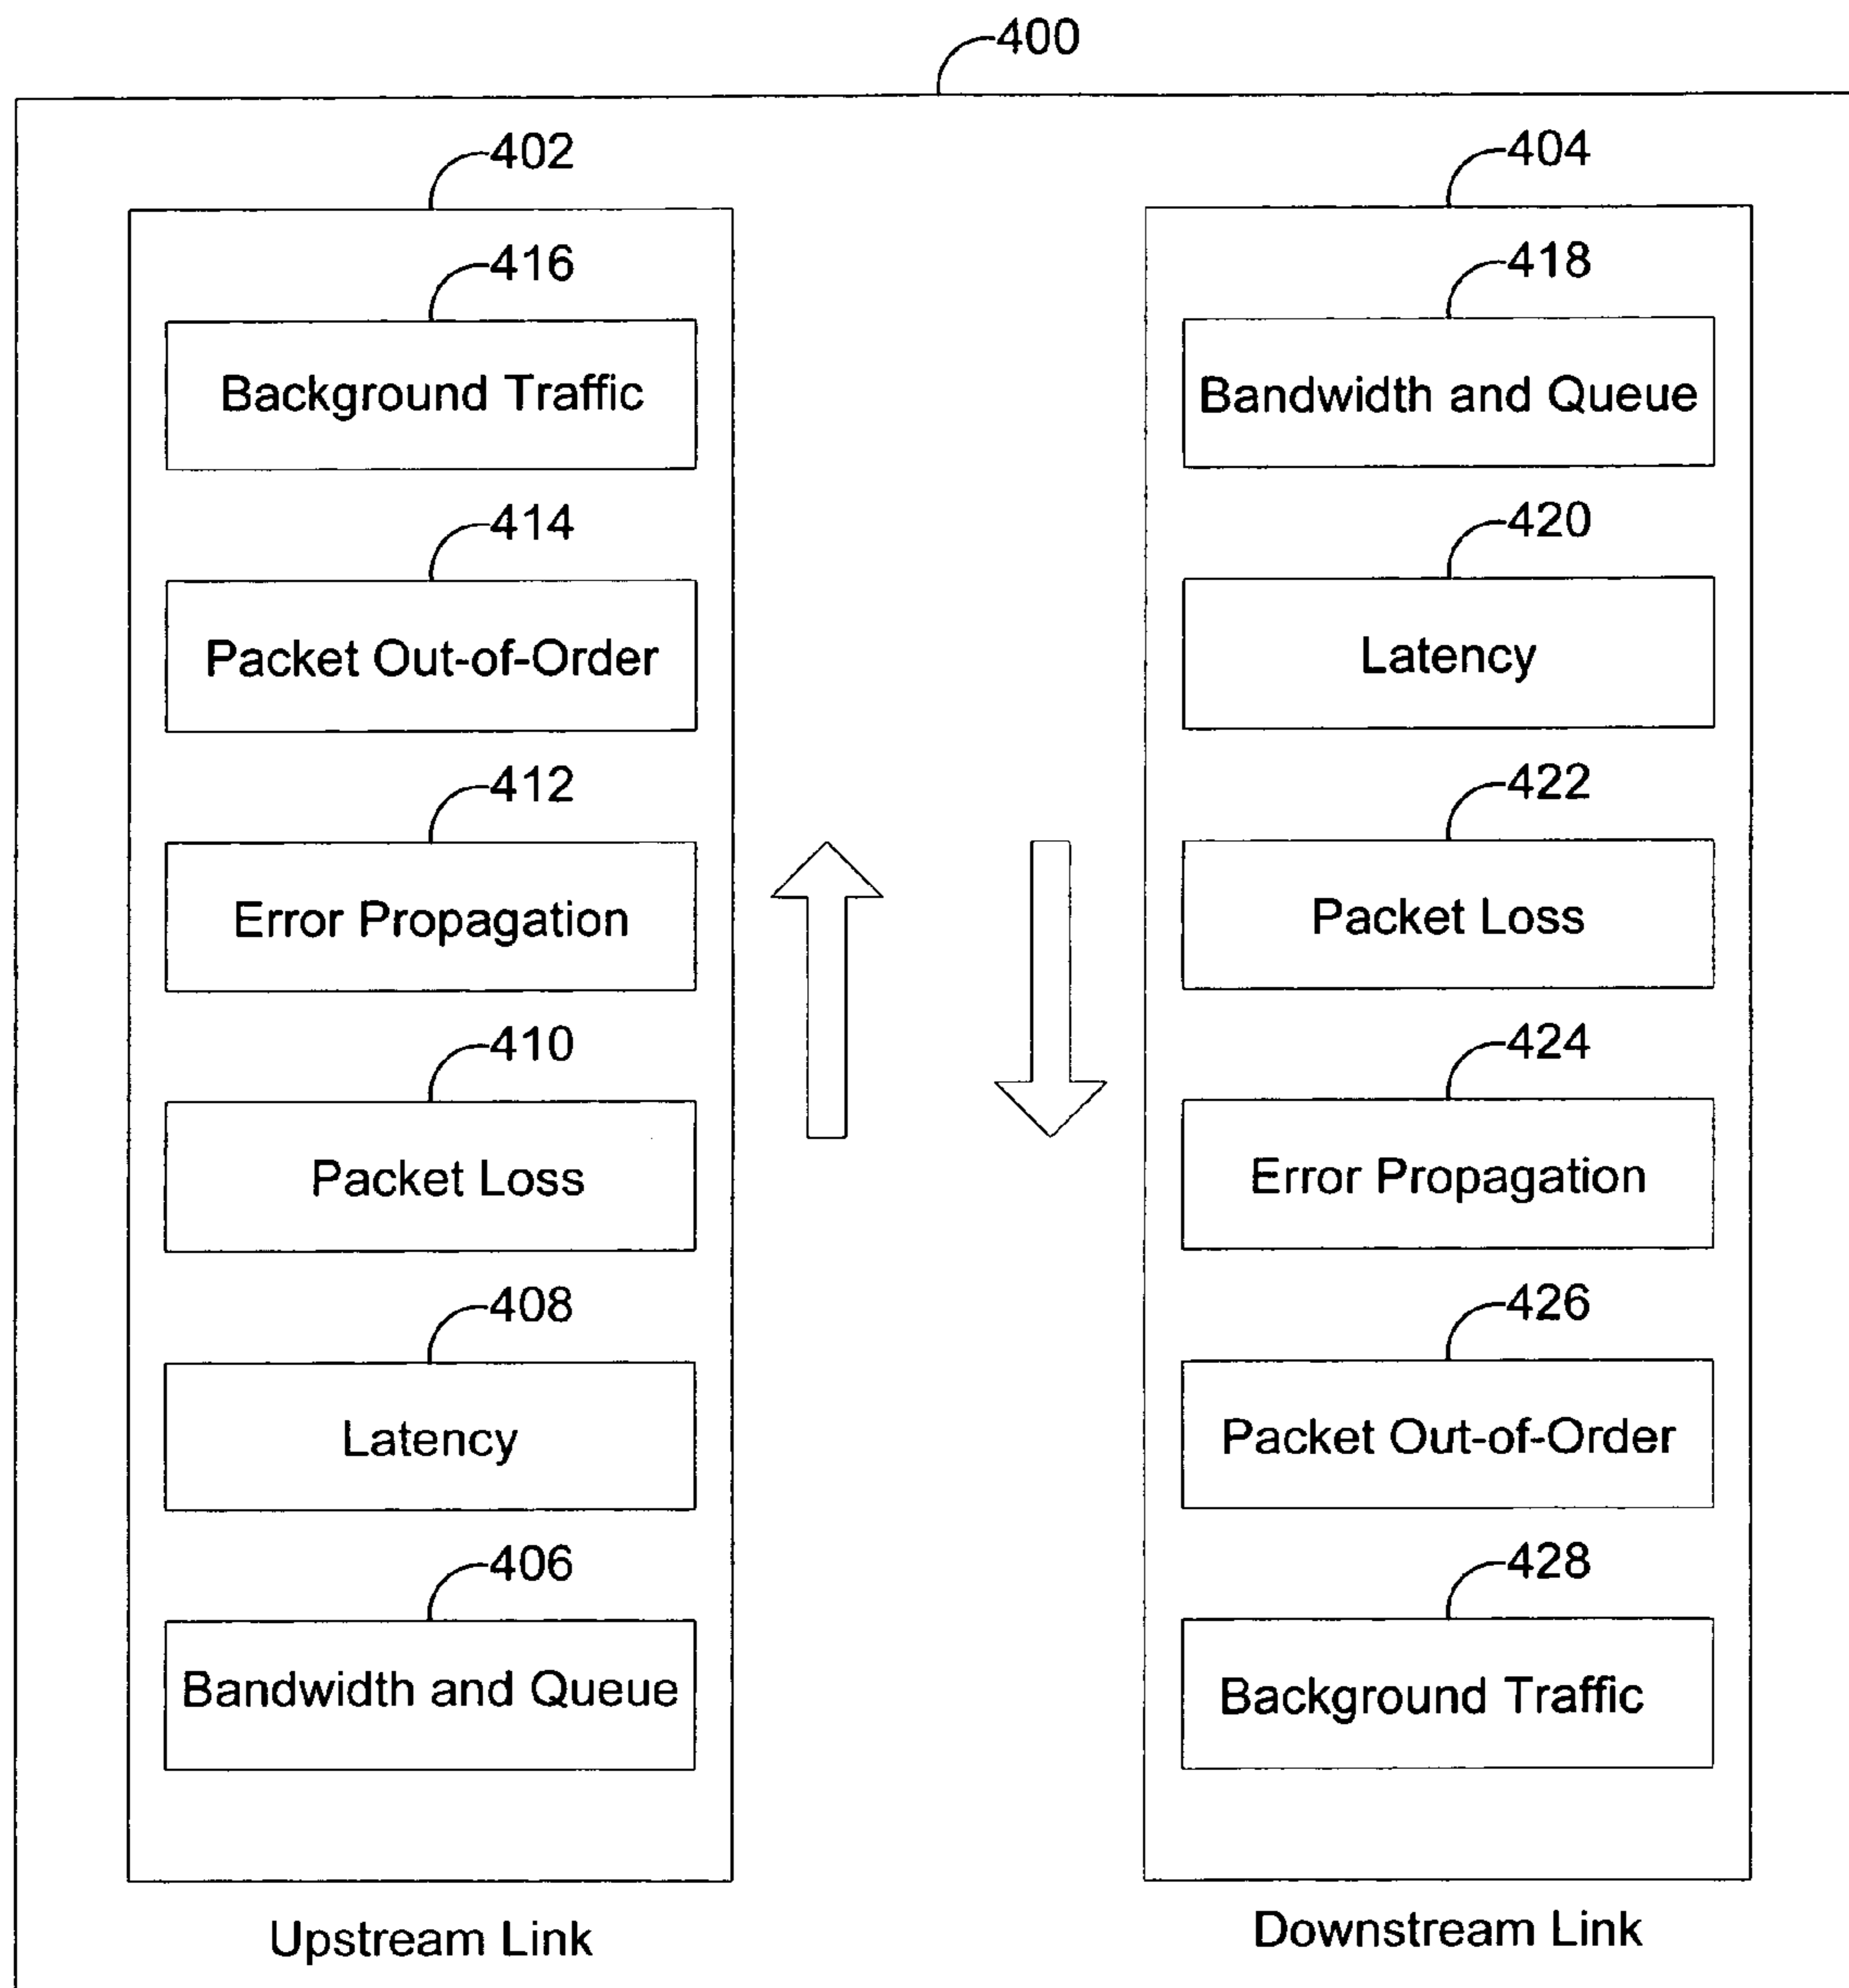 400
402
416
Background Traffic
414
Packet Out-of-Order
412
Error Propagation
410
Packet Loss
408
Latency
406
Bandwidth and Queue
Upstream Link
404
418
Bandwidth and Queue
420
Latency
422
Packet Loss
424
Error Propagation
426
Packet Out-of-Order
428
Background Traffic
Downstream Link